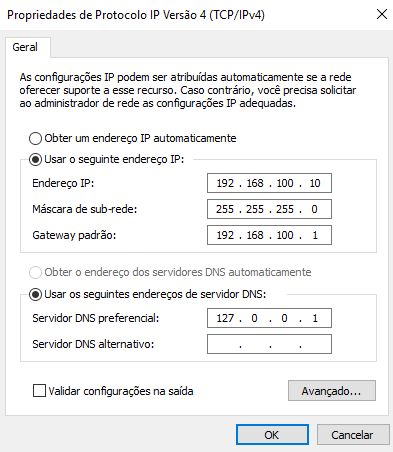 Propriedades de Protocolo IP Versão 4 (TCP/IPv4)
Geral
As configurações IP podem ser atribuídas automaticamente se a rede
oferecer suporte a esse recurso. Caso contrário, você precisa solicitar
ao administrador de rede as configurações IP adequadas.
Obter um endereço IP automaticamente
Usar o seguinte endereço IP:
Endereço IP: 192 . 168 . 100 . 10
Máscara de sub-rede: 255 . 255 . 255 . 0
Gateway padrão: 192 . 168 . 100 . 1
Obter o endereço dos servidores DNS automaticamente
Usar os seguintes endereços de servidor DNS:
Servidor DNS preferencial: 127 . 0 . 0 . 1
Servidor DNS alternativo: . . .
Validar configurações na saída Avançado...
OK Cancelar